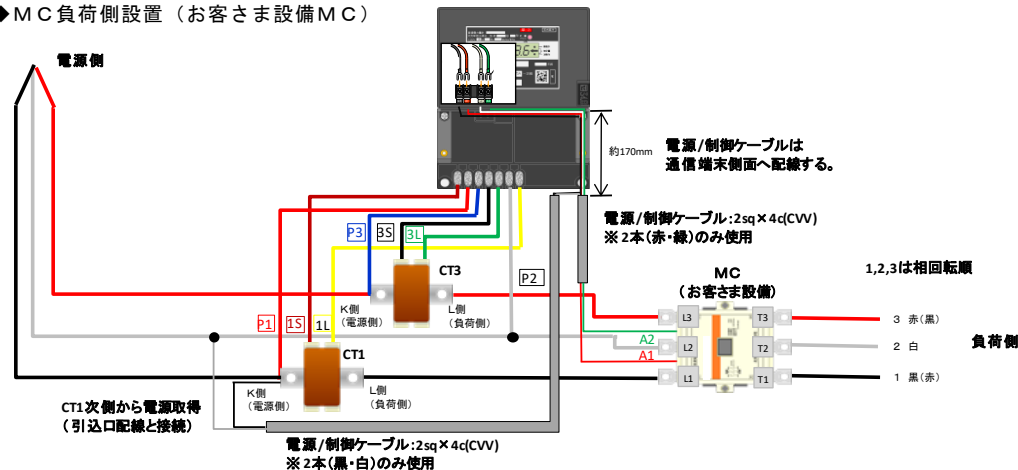 ◆ＭＣ負荷側設置（お客さま設備ＭＣ）
電源側
約170mm
電源/制御ケーブルは
通信端末側面へ配線する。
電源/制御ケーブル:2sq×4c(CVV)
※2本(赤・緑)のみ使用
P3
3S
3L
P2
CT3
K側
(電源側)
L側
(負荷側)
MC
(お客さま設備)
1,2,3は相回転順
P1
1S
1L
CT1
K側
(電源側)
L側
(負荷側)
A2
A1
L3
L2
L1
T3
T2
T1
3 赤(黒)
2 白
1 黒(赤)
負荷側
CT1次側から電源取得
(引込口配線と接続)
電源/制御ケーブル:2sq×4c(CVV)
※2本(黒・白)のみ使用